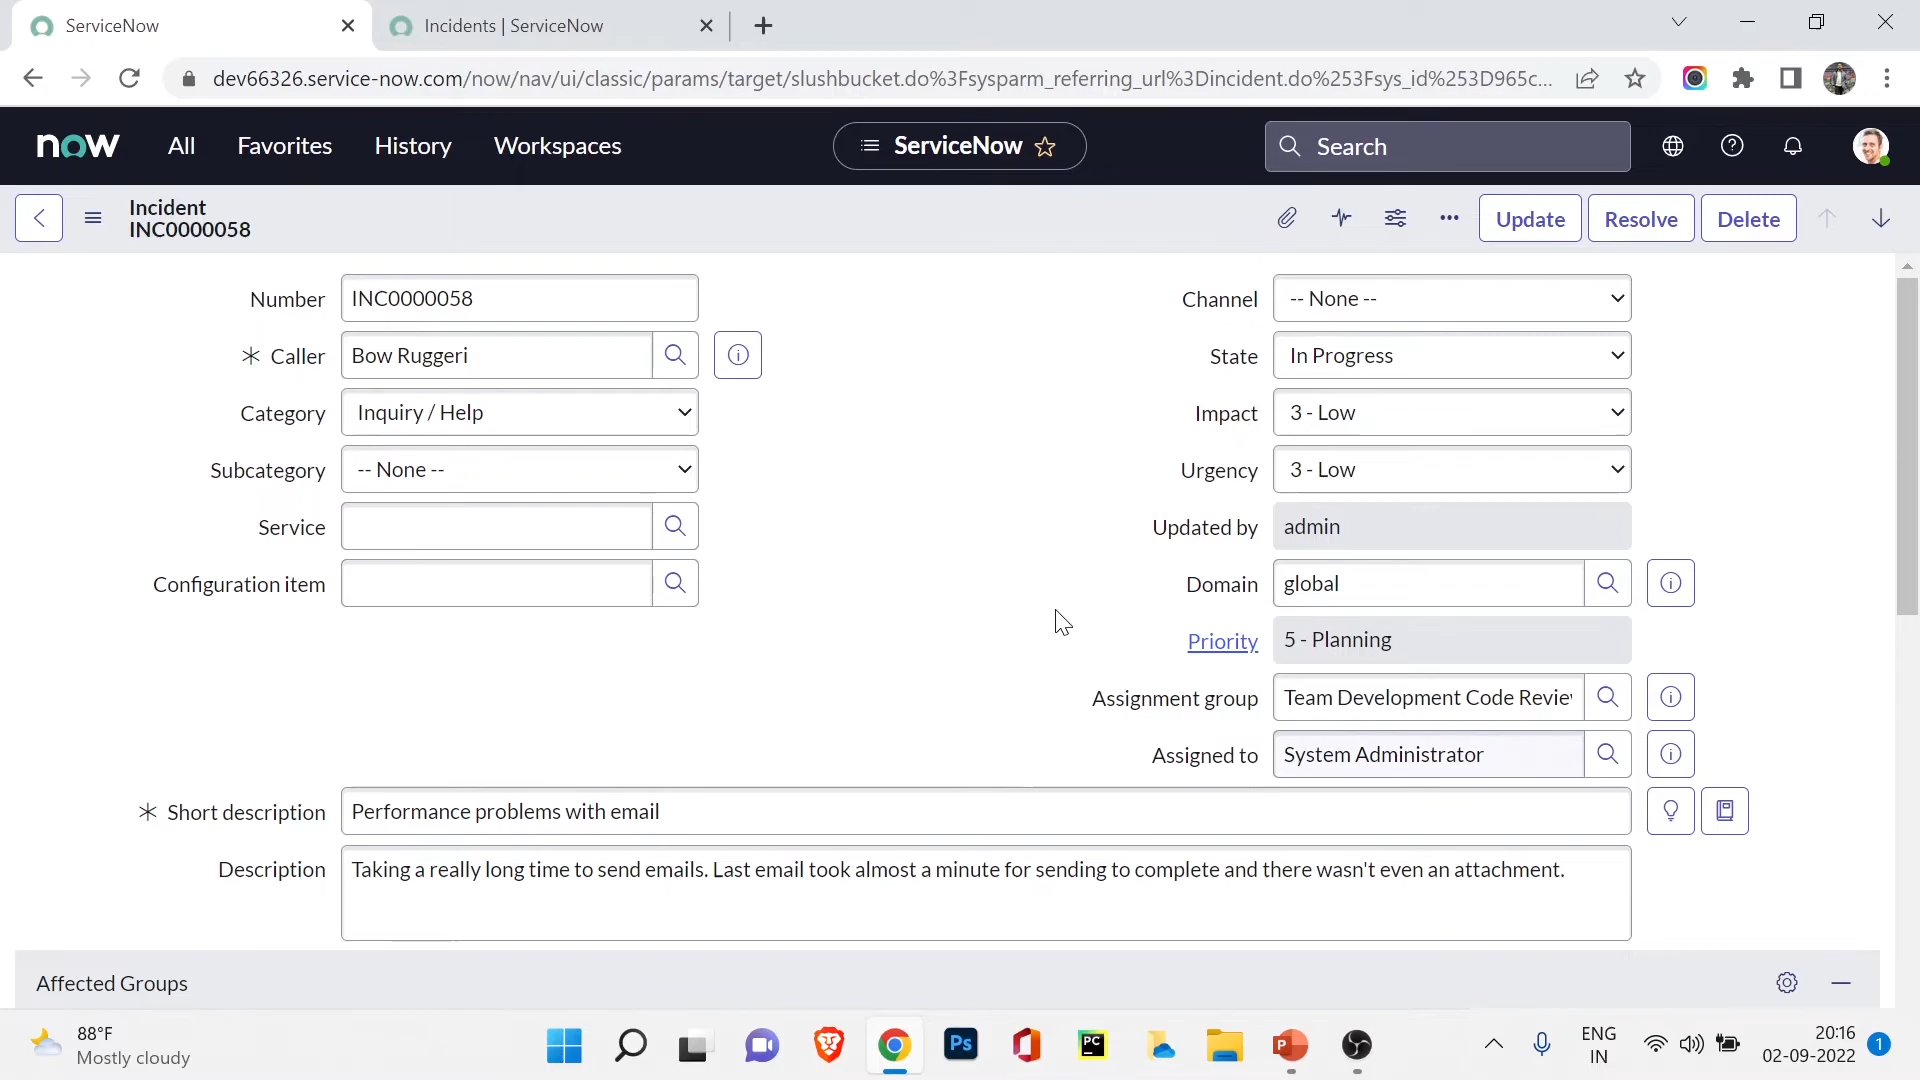 ServiceNow
Incidents | ServiceNow
dev66326.service-now.com/now/nav/ui/classic/params/target/slushbucket.do%3Fsysparm_referring_url%3Dincident.do%253Fsys_id%253D965c...
now
All
Favorites
History
Workspaces
ServiceNow
Search
Incident
INC0000058
Update
Resolve
Delete
Number
INC0000058
Channel
-- None --
Caller
Bow Ruggeri
State
In Progress
Category
Inquiry / Help
Impact
3 - Low
Subcategory
-- None --
Urgency
3 - Low
Service
Updated by
admin
Configuration item
Domain
global
Priority
5 - Planning
Assignment group
Team Development Code Review
Assigned to
System Administrator
Short description
Performance problems with email
Description
Taking a really long time to send emails. Last email took almost a minute for sending to complete and there wasn't even an attachment.
Affected Groups
88°F
Mostly cloudy
Ps
PC
P
ENG
IN
20:16
02-09-2022
1